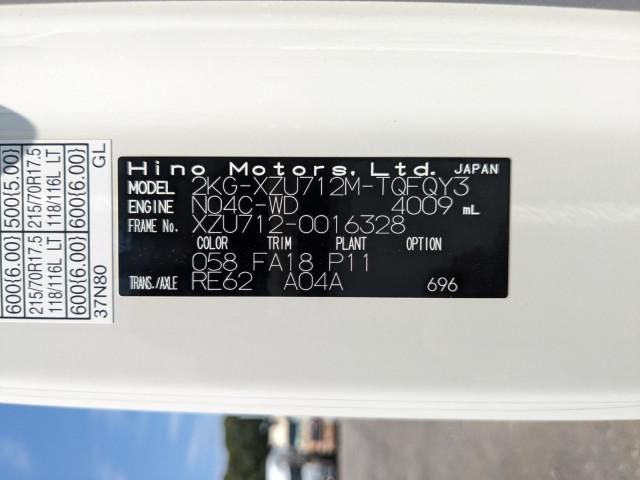 Hino Motors, Ltd. JAPAN
MODEL 2KG-XZU712M-TQFQY3
ENGINE N04C-WD 4009 mL
FRAME No. XZU712-0016328
COLOR TRIM PLANT OPTION
058 FA18 P11
TRANS./AXLE RE62 A04A 696
600(6.00) 500(5.00)
215/70R17.5 215/70R17.5
118/116L LT 118/116L LT
600(6.00) 600(6.00)
37N80 GL